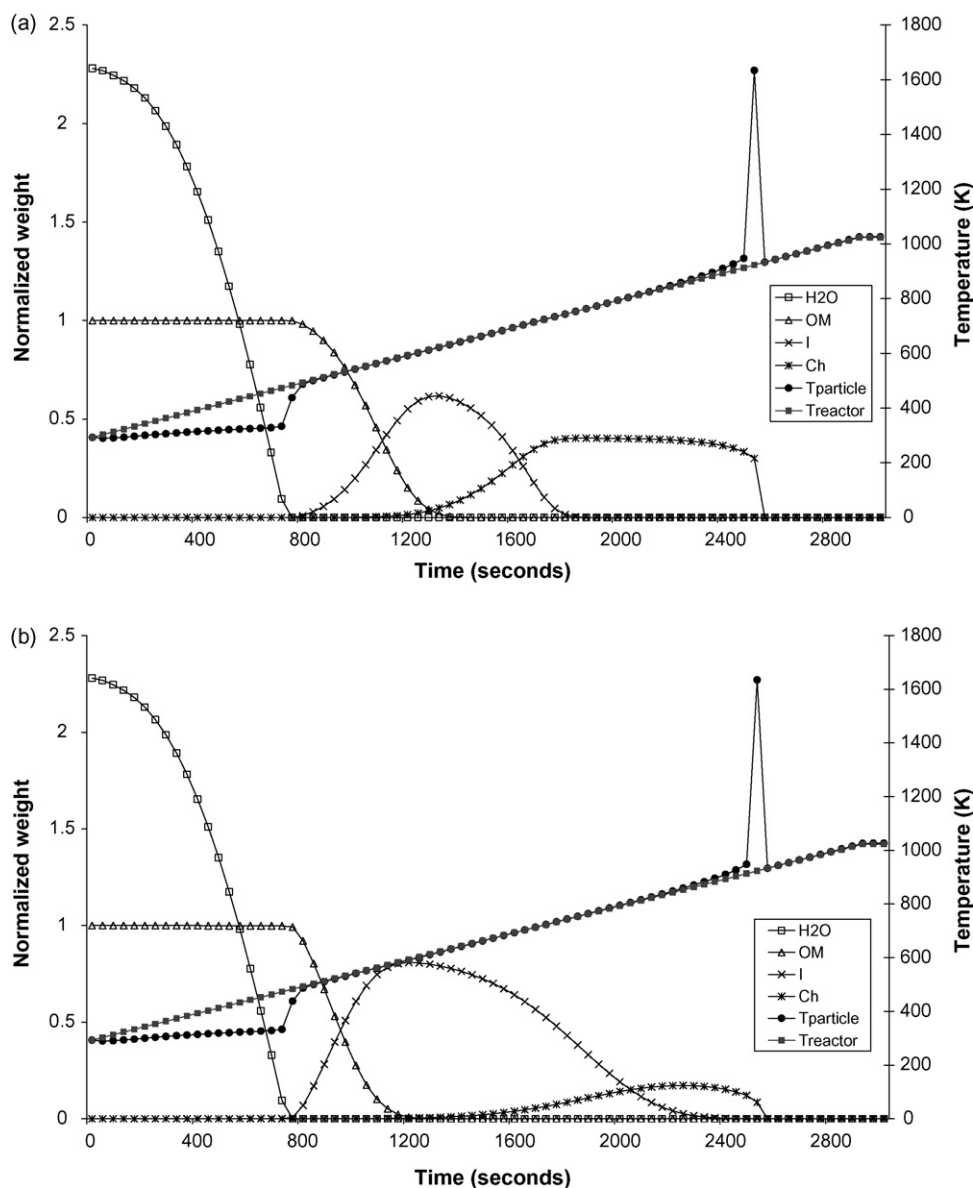 (a)
2.5
2
1.5
1
0.5
0
Normalized weight
1800
1600
1400
1200
1000
800
600
400
200
0
Temperature (K)
H2O
OM
I
Ch
Tparticle
Treactor
0 400 800 1200 1600 2000 2400 2800
Time (seconds)
(b)
2.5
2
1.5
1
0.5
0
Normalized weight
1800
1600
1400
1200
1000
800
600
400
200
0
Temperature (K)
H2O
OM
I
Ch
Tparticle
Treactor
0 400 800 1200 1600 2000 2400 2800
Time (seconds)